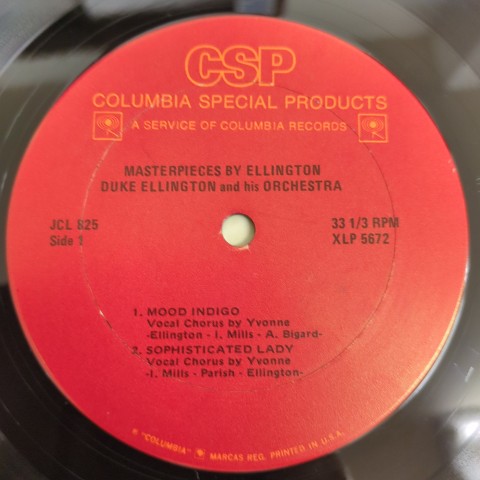 CSP
COLUMBIA SPECIAL PRODUCTS
A SERVICE OF COLUMBIA RECORDS
MASTERPIECES BY ELLINGTON
DUKE ELLINGTON and his ORCHESTRA
JCL 825
Side 1
33 1/3 RPM
XLP 5672
1. MOOD INDIGO
Vocal Chorus by Yvonne
-Ellington - I. Mills - A. Bigard-
2. SOPHISTICATED LADY
Vocal Chorus by Yvonne
-I. Mills - Parish - Ellington-
® "COLUMBIA" MARCAS REG. PRINTED IN U.S.A.